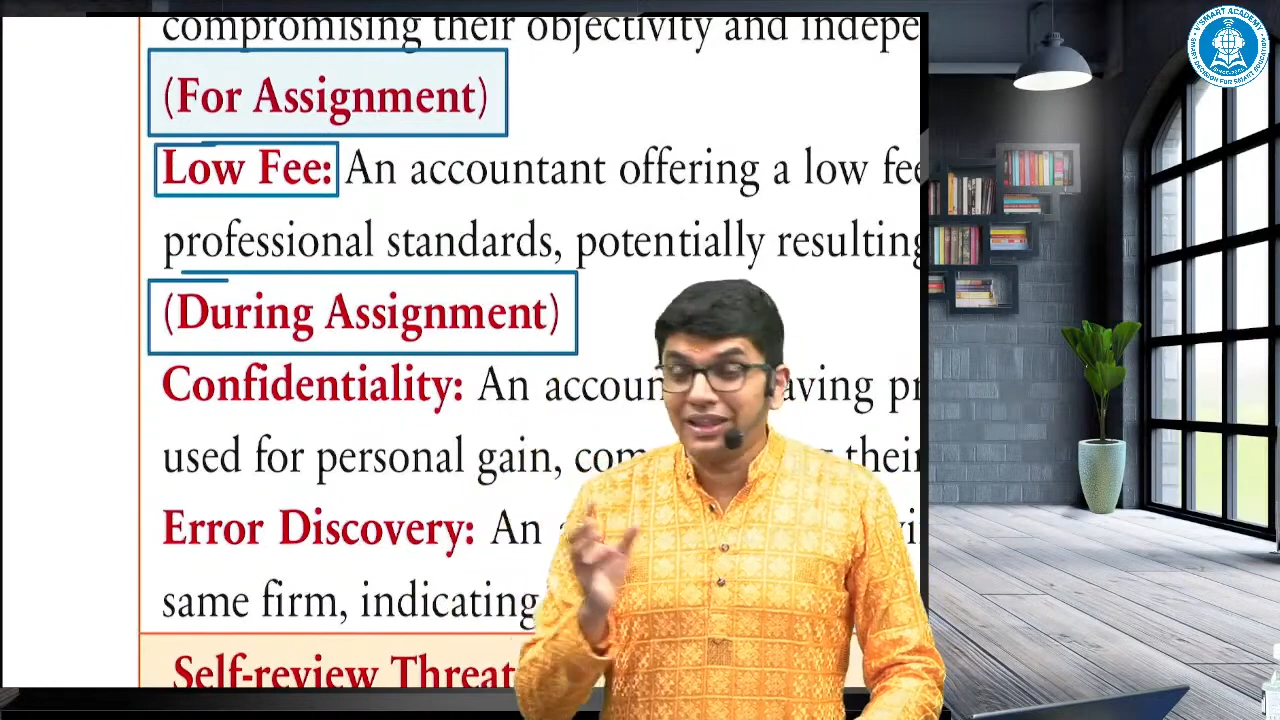 compromising their objectivity and indepe
(For Assignment)
Low Fee: An accountant offering a low fee
professional standards, potentially resulting
(During Assignment)
Confidentiality: An accoun aving pr
used for personal gain, com their
Error Discovery: An
same firm, indicating
Self-review Threat